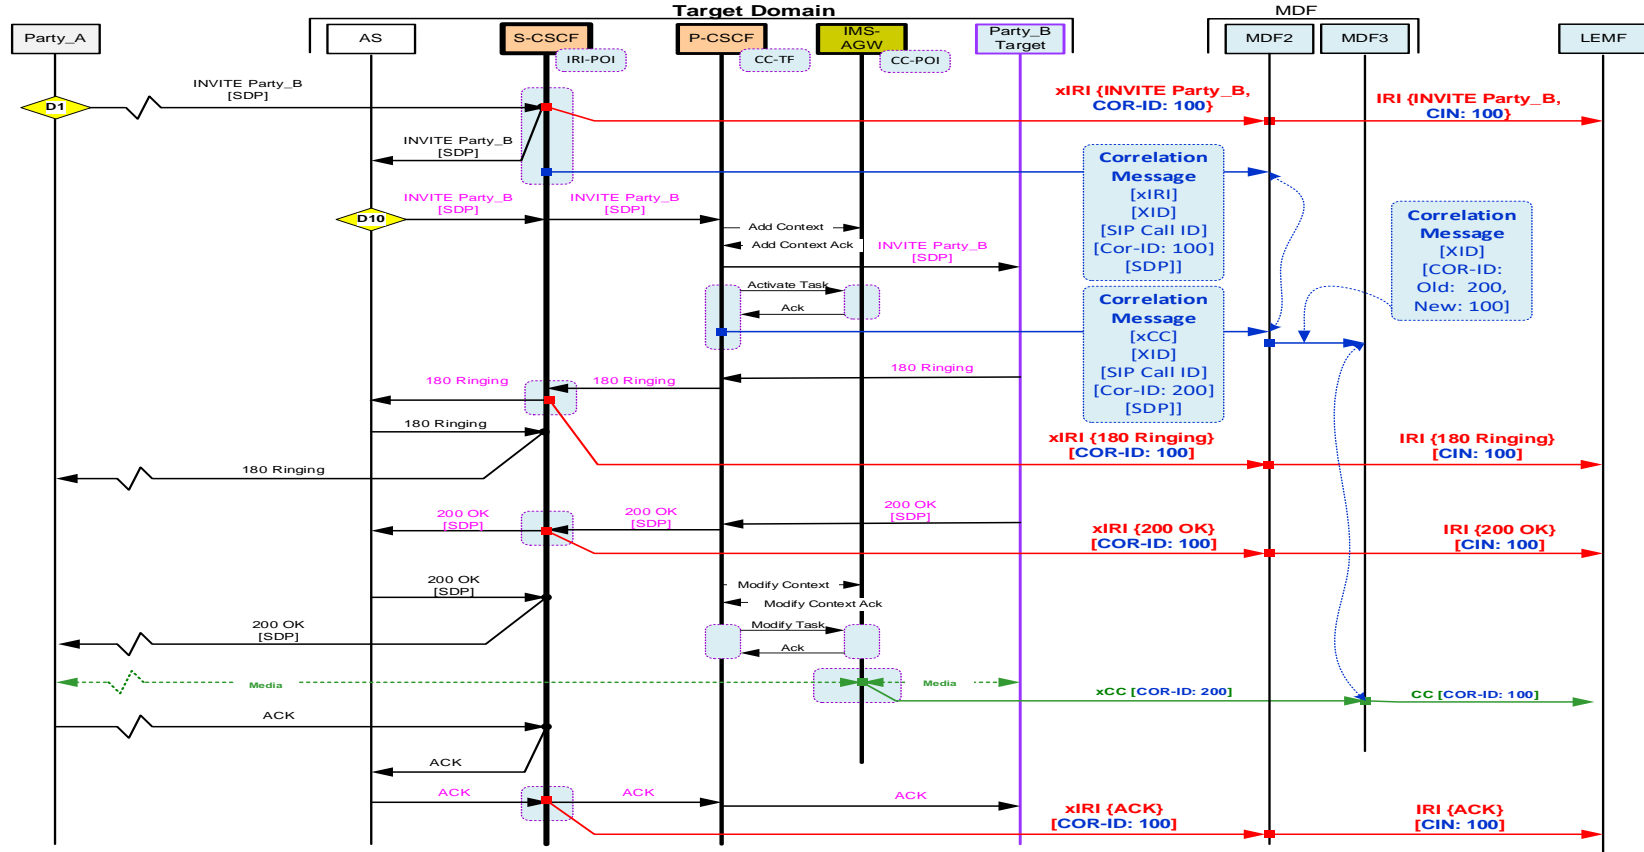 Target Domain
MDF
Party_A
AS
S-CSCF
P-CSCF
IMS-
AGW
Party_B
Target
MDF2
MDF3
LEMF
IRI-POI
CC-TF
CC-POI
D1
INVITE Party_B
[SDP]
xIRI {INVITE Party_B,
COR-ID: 100}
IRI {INVITE Party_B,
CIN: 100}
INVITE Party_B
[SDP]
Correlation
Message
[xIRI]
[XID]
[SIP Call ID]
[Cor-ID: 100]
[SDP]]
D10
INVITE Party_B
[SDP]
INVITE Party_B
[SDP]
Add Context
Add Context Ack
INVITE Party_B
[SDP]
Correlation
Message
[XID]
[COR-ID:
Old: 200,
New: 100]
Activate Task
Ack
Correlation
Message
[xCC]
[XID]
[SIP Call ID]
[Cor-ID: 200]
[SDP]]
180 Ringing
180 Ringing
180 Ringing
180 Ringing
xIRI {180 Ringing}
[COR-ID: 100]
IRI {180 Ringing}
[CIN: 100]
180 Ringing
200 OK
[SDP]
200 OK
[SDP]
200 OK
[SDP]
xIRI {200 OK}
[COR-ID: 100]
IRI {200 OK}
[CIN: 100]
200 OK
[SDP]
Modify Context
Modify Context Ack
200 OK
[SDP]
Modify Task
Ack
Media
Media
xCC [COR-ID: 200]
CC [COR-ID: 100]
ACK
ACK
ACK
ACK
ACK
xIRI {ACK}
[COR-ID: 100]
IRI {ACK}
[CIN: 100]